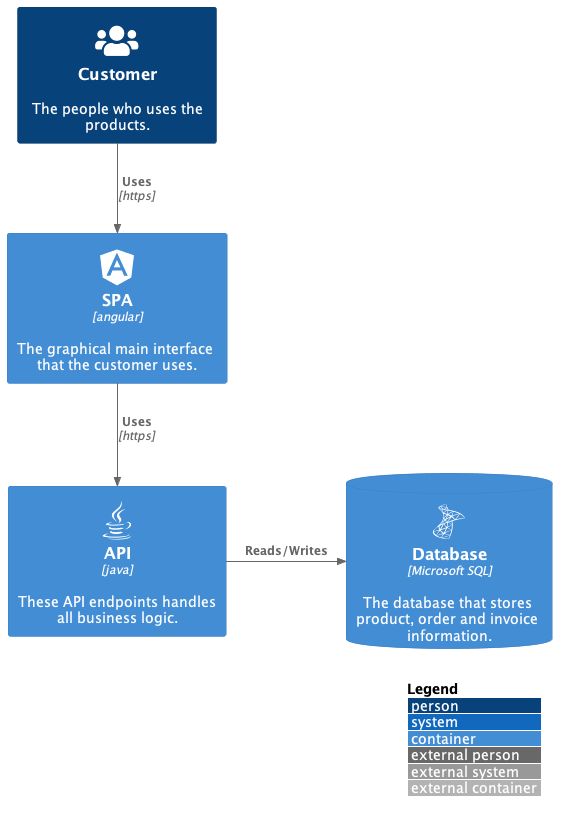 Customer
The people who uses the
products.
Uses
[https]
SPA
[angular]
The graphical main interface
that the customer uses.
Uses
[https]
API
[java]
These API endpoints handles
all business logic.
Reads/Writes
Database
[Microsoft SQL]
The database that stores
product, order and invoice
information.
Legend
person
system
container
external person
external system
external container